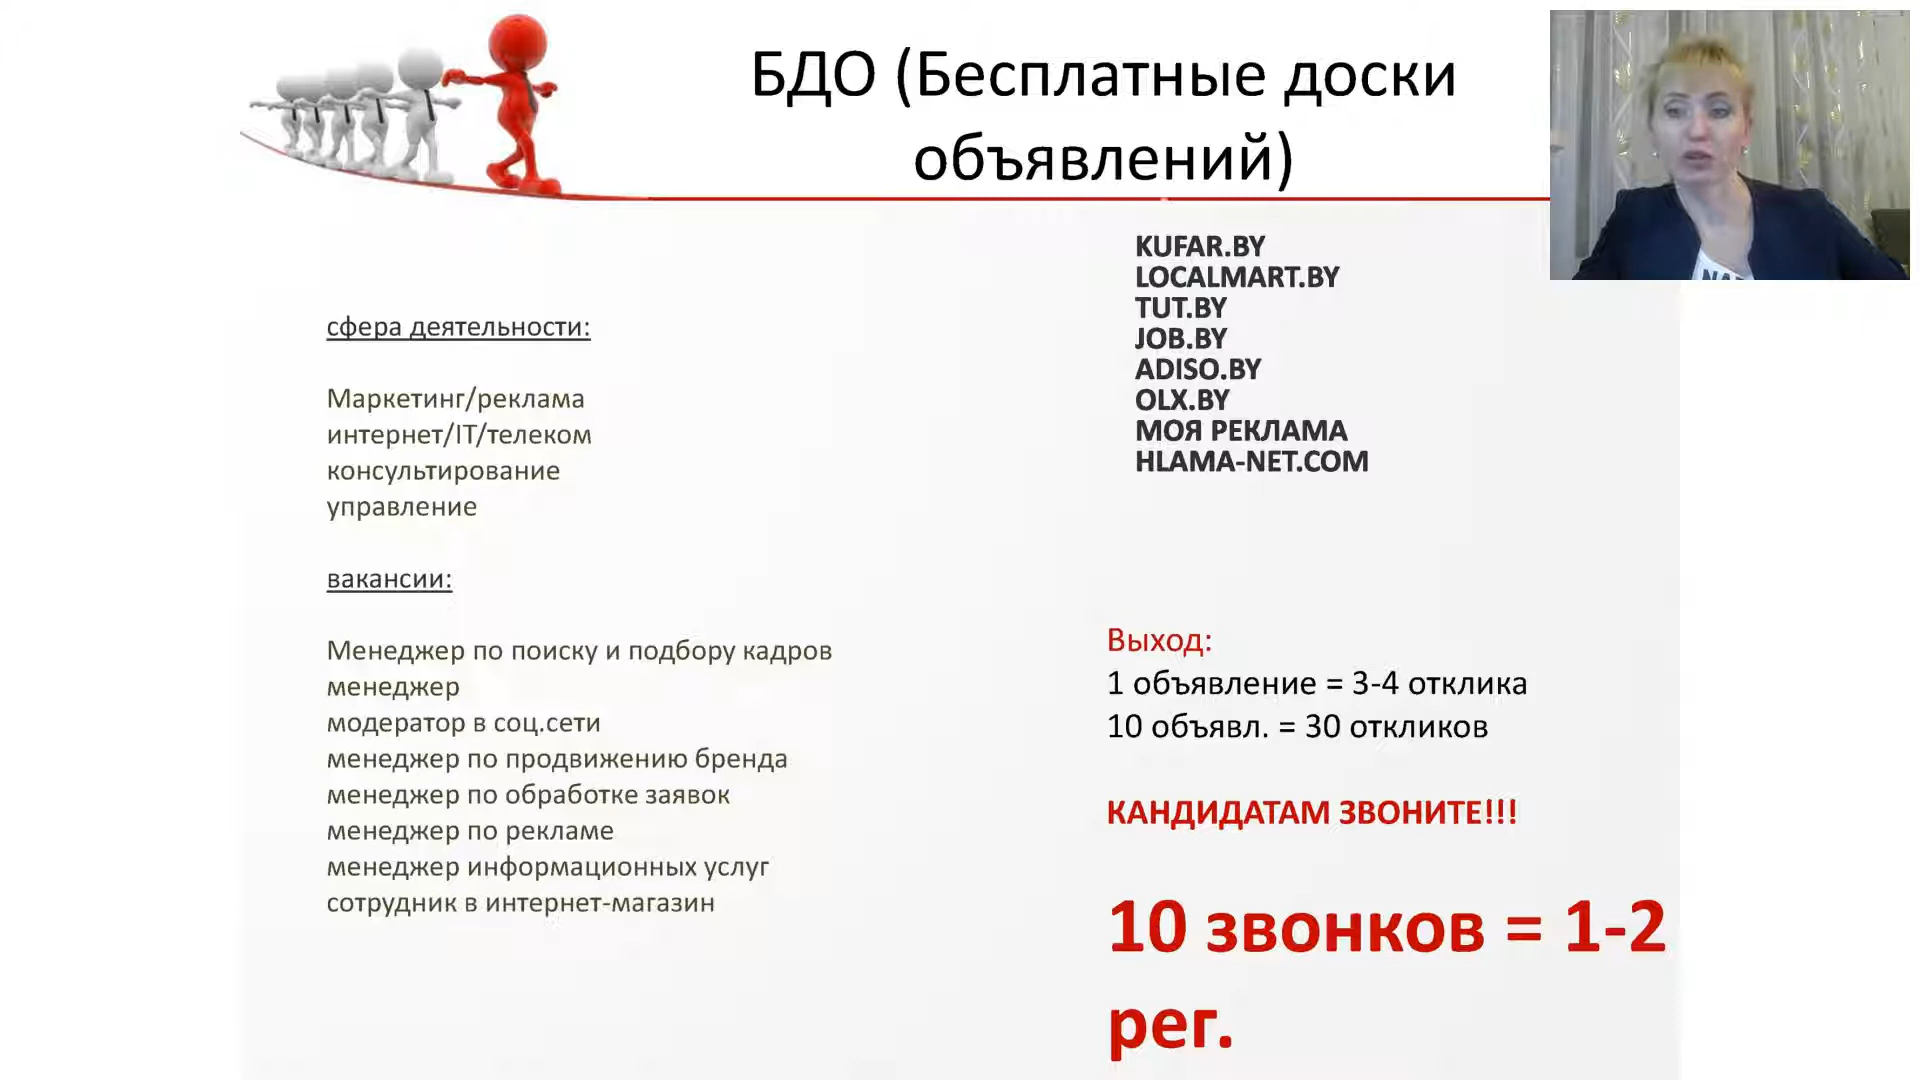 БДО (Бесплатные доски
объявлений)
KUFAR.BY
LOCALMART.BY
TUT.BY
JOB.BY
ADISO.BY
OLX.BY
МОЯ РЕКЛАМА
HLAMA-NET.COM
сфера деятельности:
Маркетинг/реклама
интернет/IT/телеком
консультирование
управление
вакансии:
Менеджер по поиску и подбору кадров
менеджер
модератор в соц.сети
менеджер по продвижению бренда
менеджер по обработке заявок
менеджер по рекламе
менеджер информационных услуг
сотрудник в интернет-магазин
Выход:
1 объявление = 3-4 отклика
10 объявл. = 30 откликов
КАНДИДАТАМ ЗВОНИТЕ!!!
10 звонков = 1-2
рег.